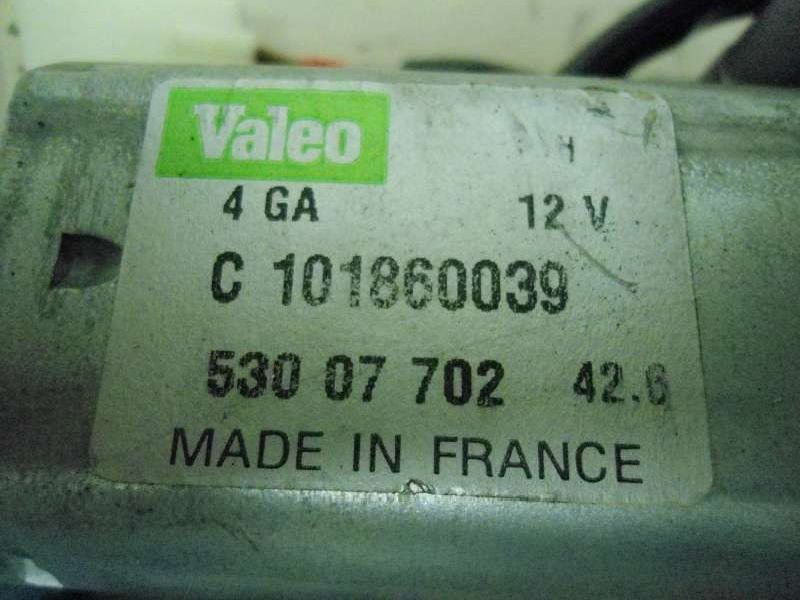 Valeo
4 GA 12 V
C 101860039
530 07 702 42.6
MADE IN FRANCE